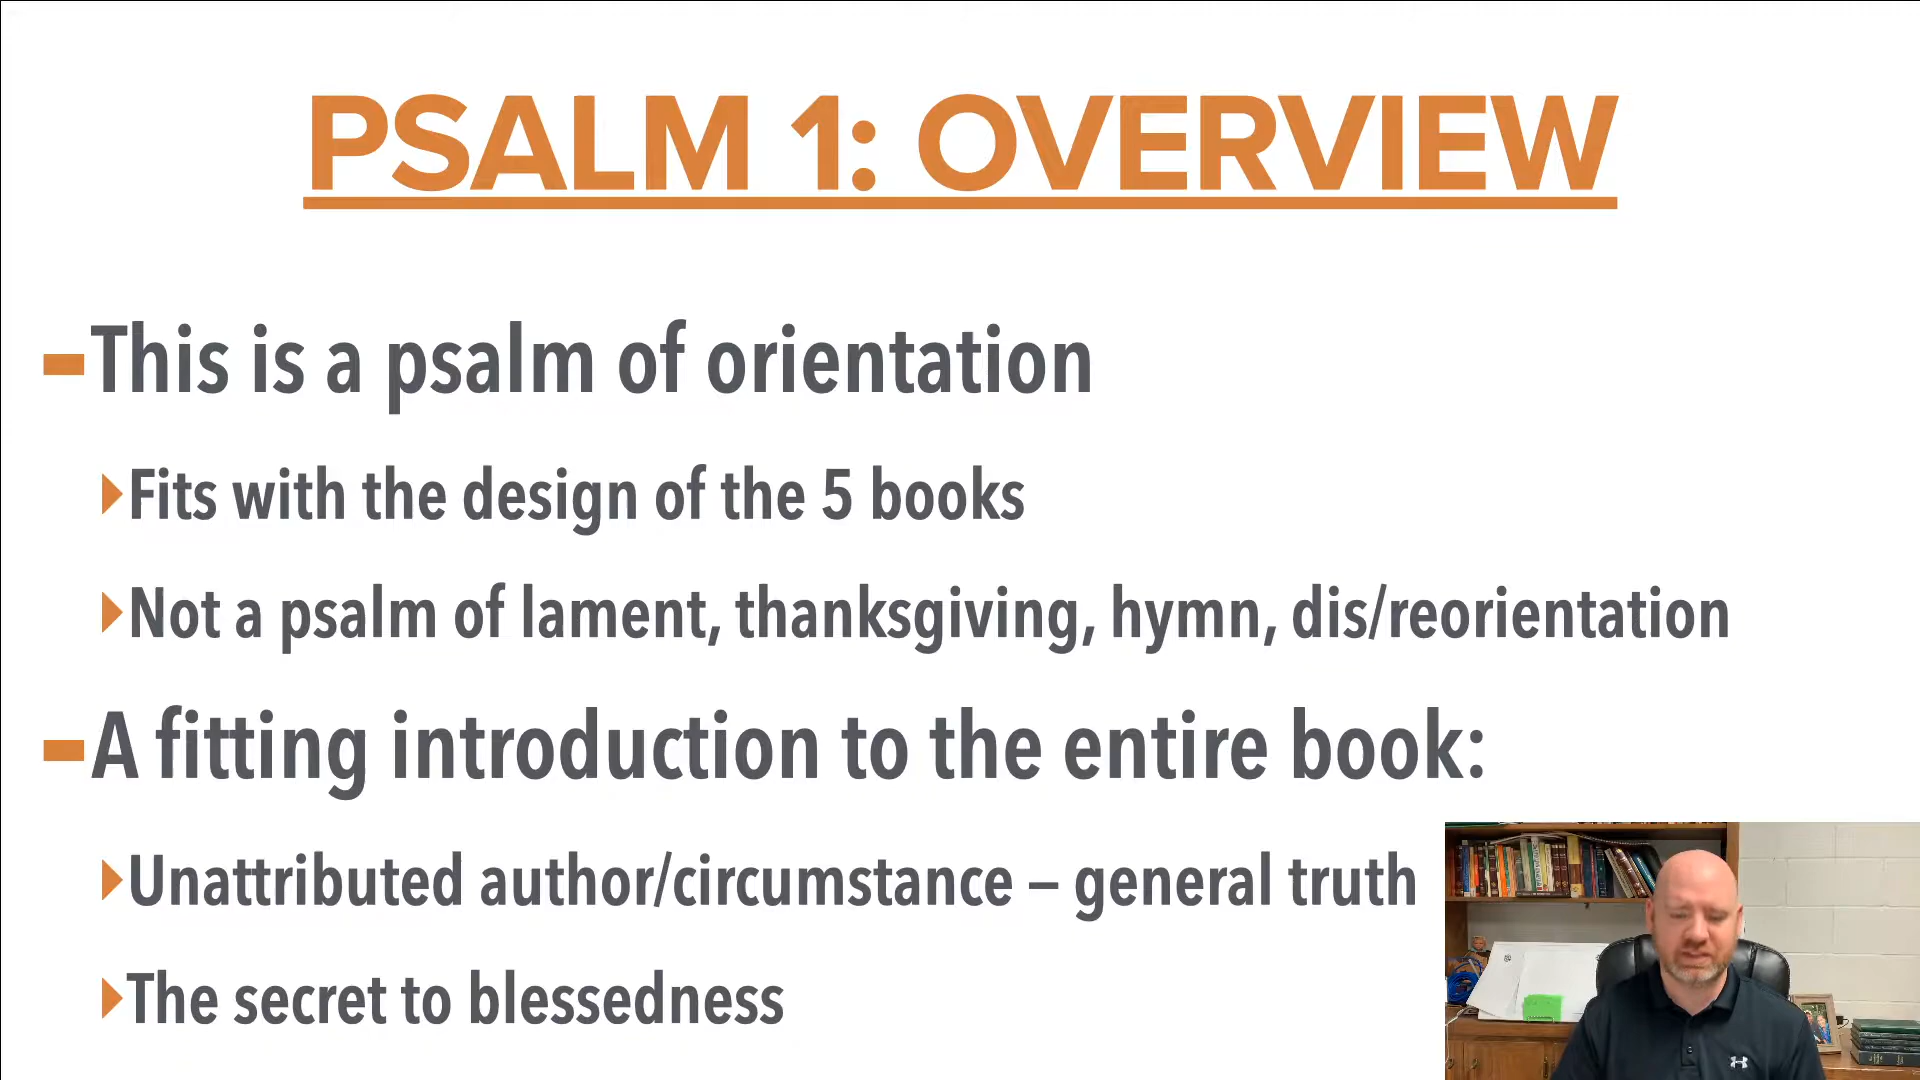 PSALM 1: OVERVIEW
This is a psalm of orientation
Fits with the design of the 5 books
Not a psalm of lament, thanksgiving, hymn, dis/reorientation
A fitting introduction to the entire book:
Unattributed author/circumstance – general truth
The secret to blessedness